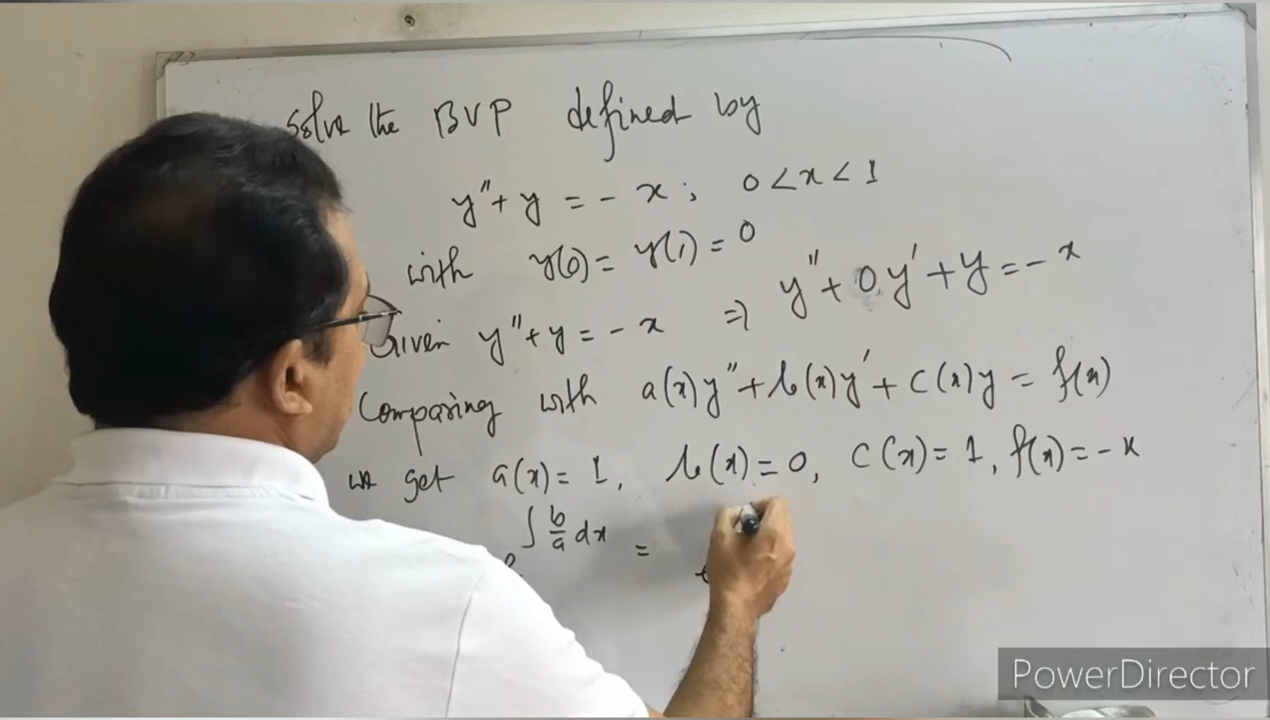 Solve the BVP defined by
y'' + y = - x ; 0 < x < 1
with y(0) = y(1) = 0
Given y'' + y = - x ⇒ y'' + 0.y' + y = - x
Comparing with a(x)y'' + b(x)y' + c(x)y = f(x)
we get a(x) = 1, b(x) = 0, c(x) = 1, f(x) = - x
e^∫ b/a dx =
PowerDirector